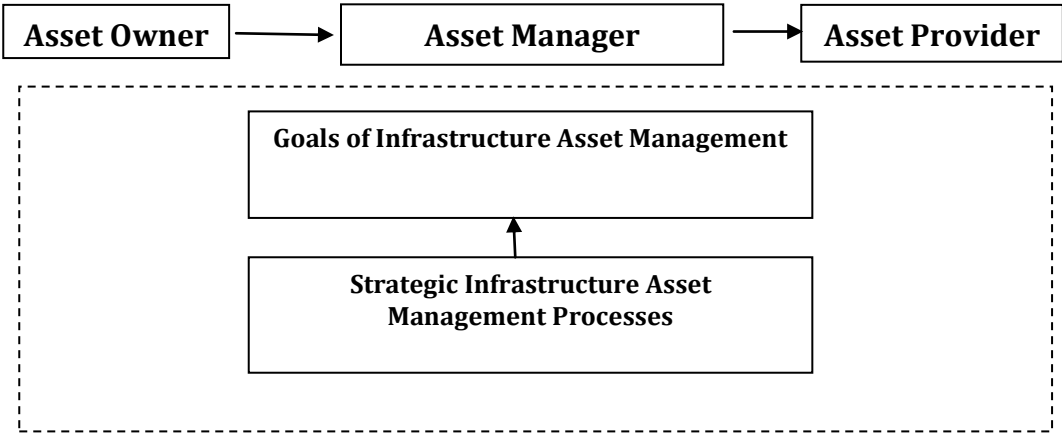 Asset Owner
Asset Manager
Asset Provider
Goals of Infrastructure Asset Management
Strategic Infrastructure Asset
Management Processes